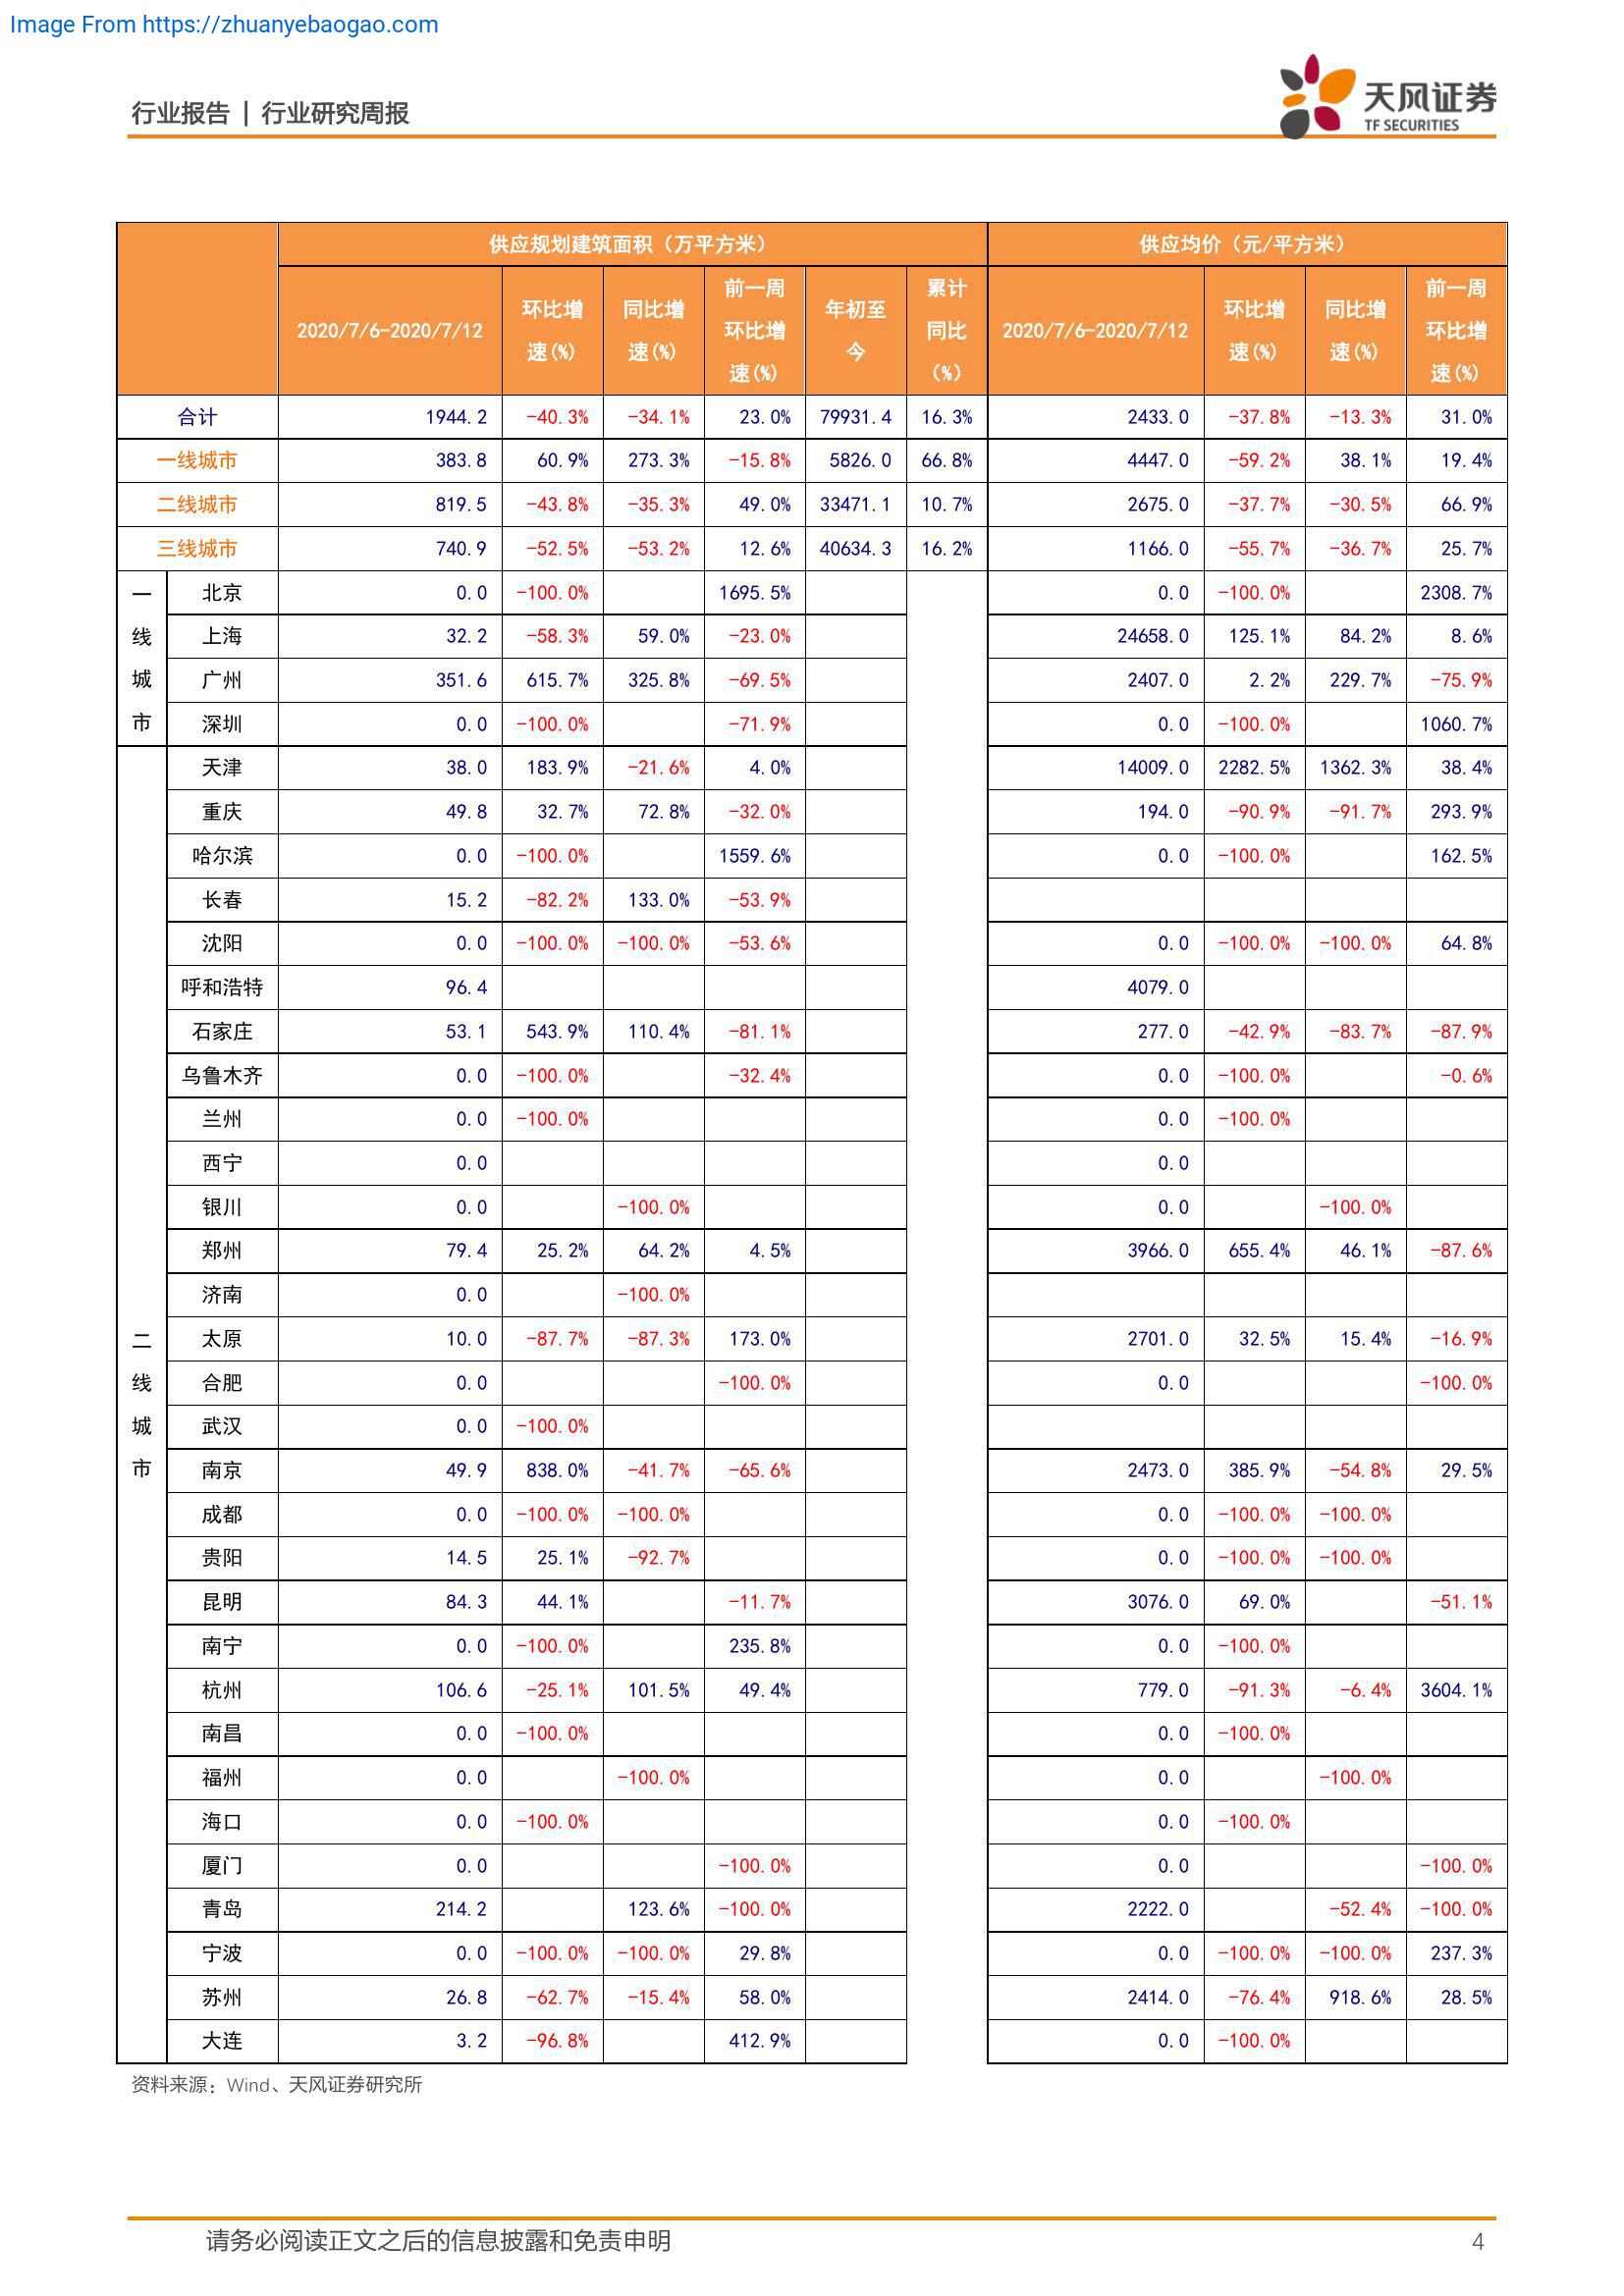 Image From https://zhuanyebaogao.com
行业报告 | 行业研究周报
天风证券
TF SECURITIES
供应规划建筑面积（万平方米） 供应均价（元/平方米）
2020/7/6-2020/7/12 环比增速(%) 同比增速(%) 前一周环比增速(%) 年初至今 累计同比(%) 2020/7/6-2020/7/12 环比增速(%) 同比增速(%) 前一周环比增速(%)
合计 1944.2 -40.3% -34.1% 23.0% 79931.4 16.3% 2433.0 -37.8% -13.3% 31.0%
一线城市 383.8 60.9% 273.3% -15.8% 5826.0 66.8% 4447.0 -59.2% 38.1% 19.4%
二线城市 819.5 -43.8% -35.3% 49.0% 33471.1 10.7% 2675.0 -37.7% -30.5% 66.9%
三线城市 740.9 -52.5% -53.2% 12.6% 40634.3 16.2% 1166.0 -55.7% -36.7% 25.7%
一线城市
北京 0.0 -100.0% 1695.5% 0.0 -100.0% 2308.7%
上海 32.2 -58.3% 59.0% -23.0% 24658.0 125.1% 84.2% 8.6%
广州 351.6 615.7% 325.8% -69.5% 2407.0 2.2% 229.7% -75.9%
深圳 0.0 -100.0% -71.9% 0.0 -100.0% 1060.7%
二线城市
天津 38.0 183.9% -21.6% 4.0% 14009.0 2282.5% 1362.3% 38.4%
重庆 49.8 32.7% 72.8% -32.0% 194.0 -90.9% -91.7% 293.9%
哈尔滨 0.0 -100.0% 1559.6% 0.0 -100.0% 162.5%
长春 15.2 -82.2% 133.0% -53.9%
沈阳 0.0 -100.0% -100.0% -53.6% 0.0 -100.0% -100.0% 64.8%
呼和浩特 96.4 4079.0
石家庄 53.1 543.9% 110.4% -81.1% 277.0 -42.9% -83.7% -87.9%
乌鲁木齐 0.0 -100.0% -32.4% 0.0 -100.0% -0.6%
兰州 0.0 -100.0% 0.0 -100.0%
西宁 0.0 0.0
银川 0.0 -100.0% 0.0 -100.0%
郑州 79.4 25.2% 64.2% 4.5% 3966.0 655.4% 46.1% -87.6%
济南 0.0 -100.0%
太原 10.0 -87.7% -87.3% 173.0% 2701.0 32.5% 15.4% -16.9%
合肥 0.0 -100.0% 0.0 -100.0%
武汉 0.0 -100.0%
南京 49.9 838.0% -41.7% -65.6% 2473.0 385.9% -54.8% 29.5%
成都 0.0 -100.0% -100.0% 0.0 -100.0% -100.0%
贵阳 14.5 25.1% -92.7% 0.0 -100.0% -100.0%
昆明 84.3 44.1% -11.7% 3076.0 69.0% -51.1%
南宁 0.0 -100.0% 235.8% 0.0 -100.0%
杭州 106.6 -25.1% 101.5% 49.4% 779.0 -91.3% -6.4% 3604.1%
南昌 0.0 -100.0% 0.0 -100.0%
福州 0.0 -100.0% 0.0 -100.0%
海口 0.0 -100.0% 0.0 -100.0%
厦门 0.0 -100.0% 0.0 -100.0%
青岛 214.2 123.6% -100.0% 2222.0 -52.4% -100.0%
宁波 0.0 -100.0% -100.0% 29.8% 0.0 -100.0% -100.0% 237.3%
苏州 26.8 -62.7% -15.4% 58.0% 2414.0 -76.4% 918.6% 28.5%
大连 3.2 -96.8% 412.9% 0.0 -100.0%
资料来源：Wind、天风证券研究所
请务必阅读正文之后的信息披露和免责申明 4